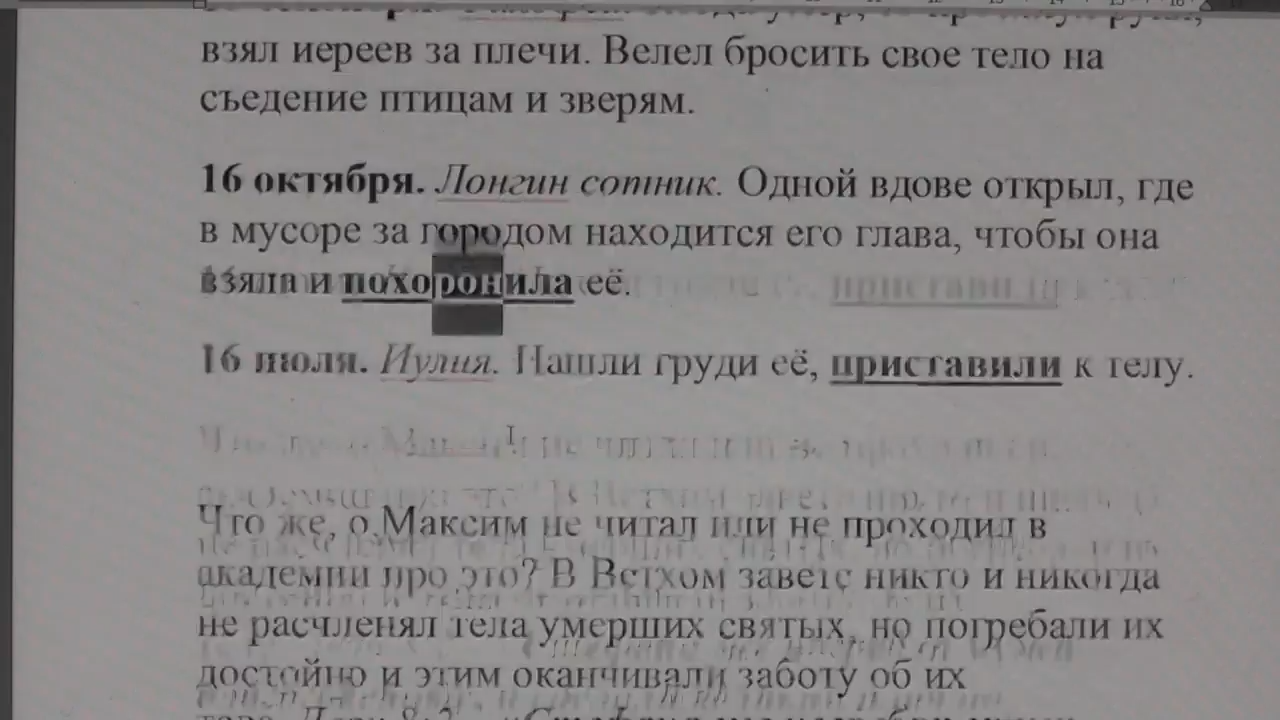 взял иереев за плечи. Велел бросить свое тело на
съедение птицам и зверям.
16 октября. Лонгин сотник. Одной вдове открыл, где
в мусоре за городом находится его глава, чтобы она
взяла и похоронила её.
16 июля. Иулия. Нашли груди её, приставили к телу.
Что же, о.Максим не читал или не проходил в
академии про это? В Ветхом завете никто и никогда
не расчленял тела умерших святых, но погребали их
достойно и этим оканчивали заботу об их